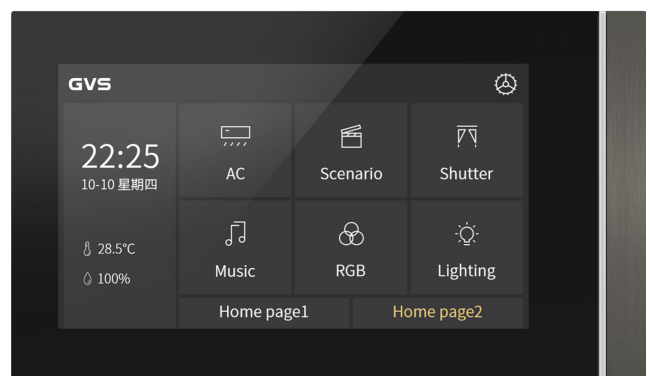 GVS
22:25
10-10 星期四
28.5°C
100%
AC
Scenario
Shutter
Music
RGB
Lighting
Home page1
Home page2